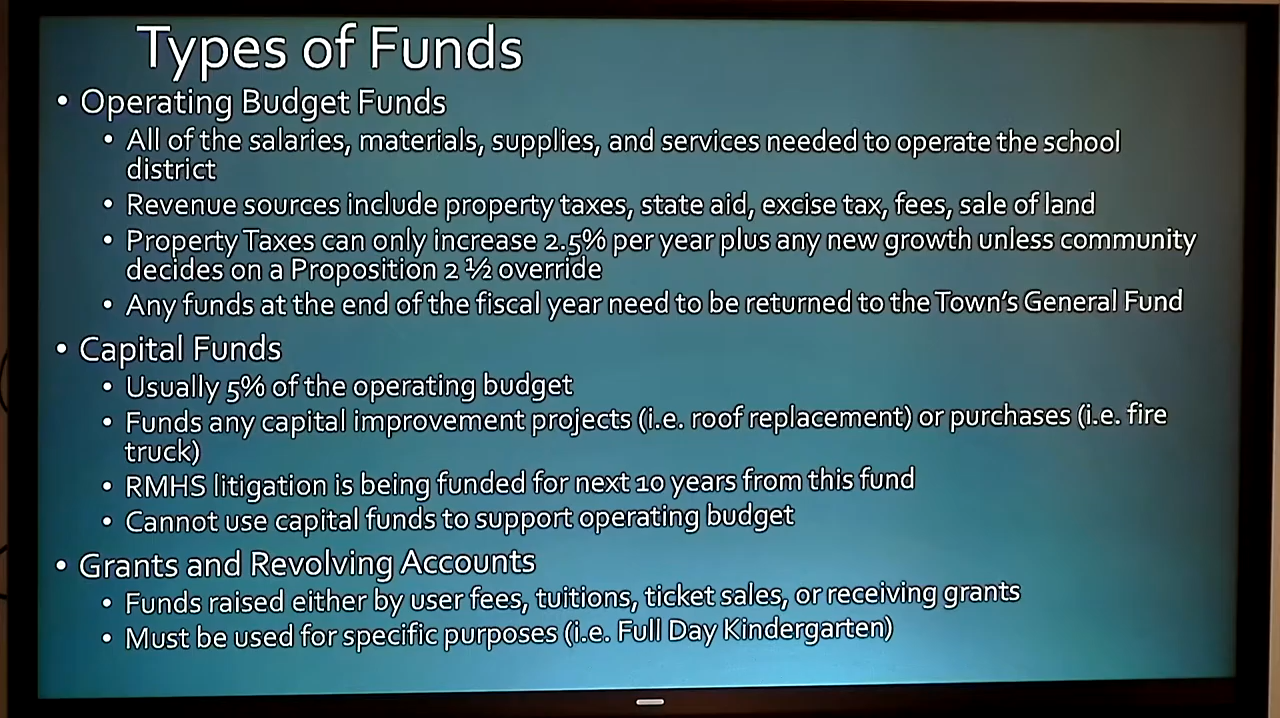 Types of Funds
• Operating Budget Funds
• All of the salaries, materials, supplies, and services needed to operate the school
district
• Revenue sources include property taxes, state aid, excise tax, fees, sale of land
• Property Taxes can only increase 2.5% per year plus any new growth unless community
decides on a Proposition 2 ½ override
• Any funds at the end of the fiscal year need to be returned to the Town's General Fund
• Capital Funds
• Usually 5% of the operating budget
• Funds any capital improvement projects (i.e. roof replacement) or purchases (i.e. fire
truck)
• RMHS litigation is being funded for next 10 years from this fund
• Cannot use capital funds to support operating budget
• Grants and Revolving Accounts
• Funds raised either by user fees, tuitions, ticket sales, or receiving grants
• Must be used for specific purposes (i.e. Full Day Kindergarten)